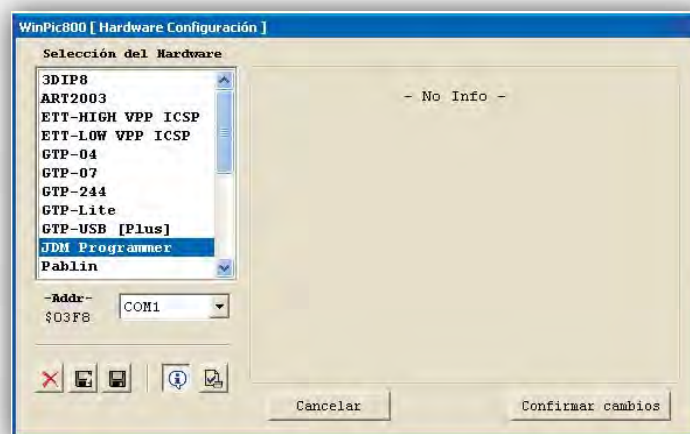 WinPic800 [ Hardware Configuración ]
Selección del Hardware
3DIP8
ART2003
ETT-HIGH VPP ICSP
ETT-LOW VPP ICSP
GTP-04
GTP-07
GTP-244
GTP-Lite
GTP-USB [Plus]
JDM Programmer
Pablin
- No Info -
-Addr-
$03F8
COM1
Cancelar
Confirmar cambios